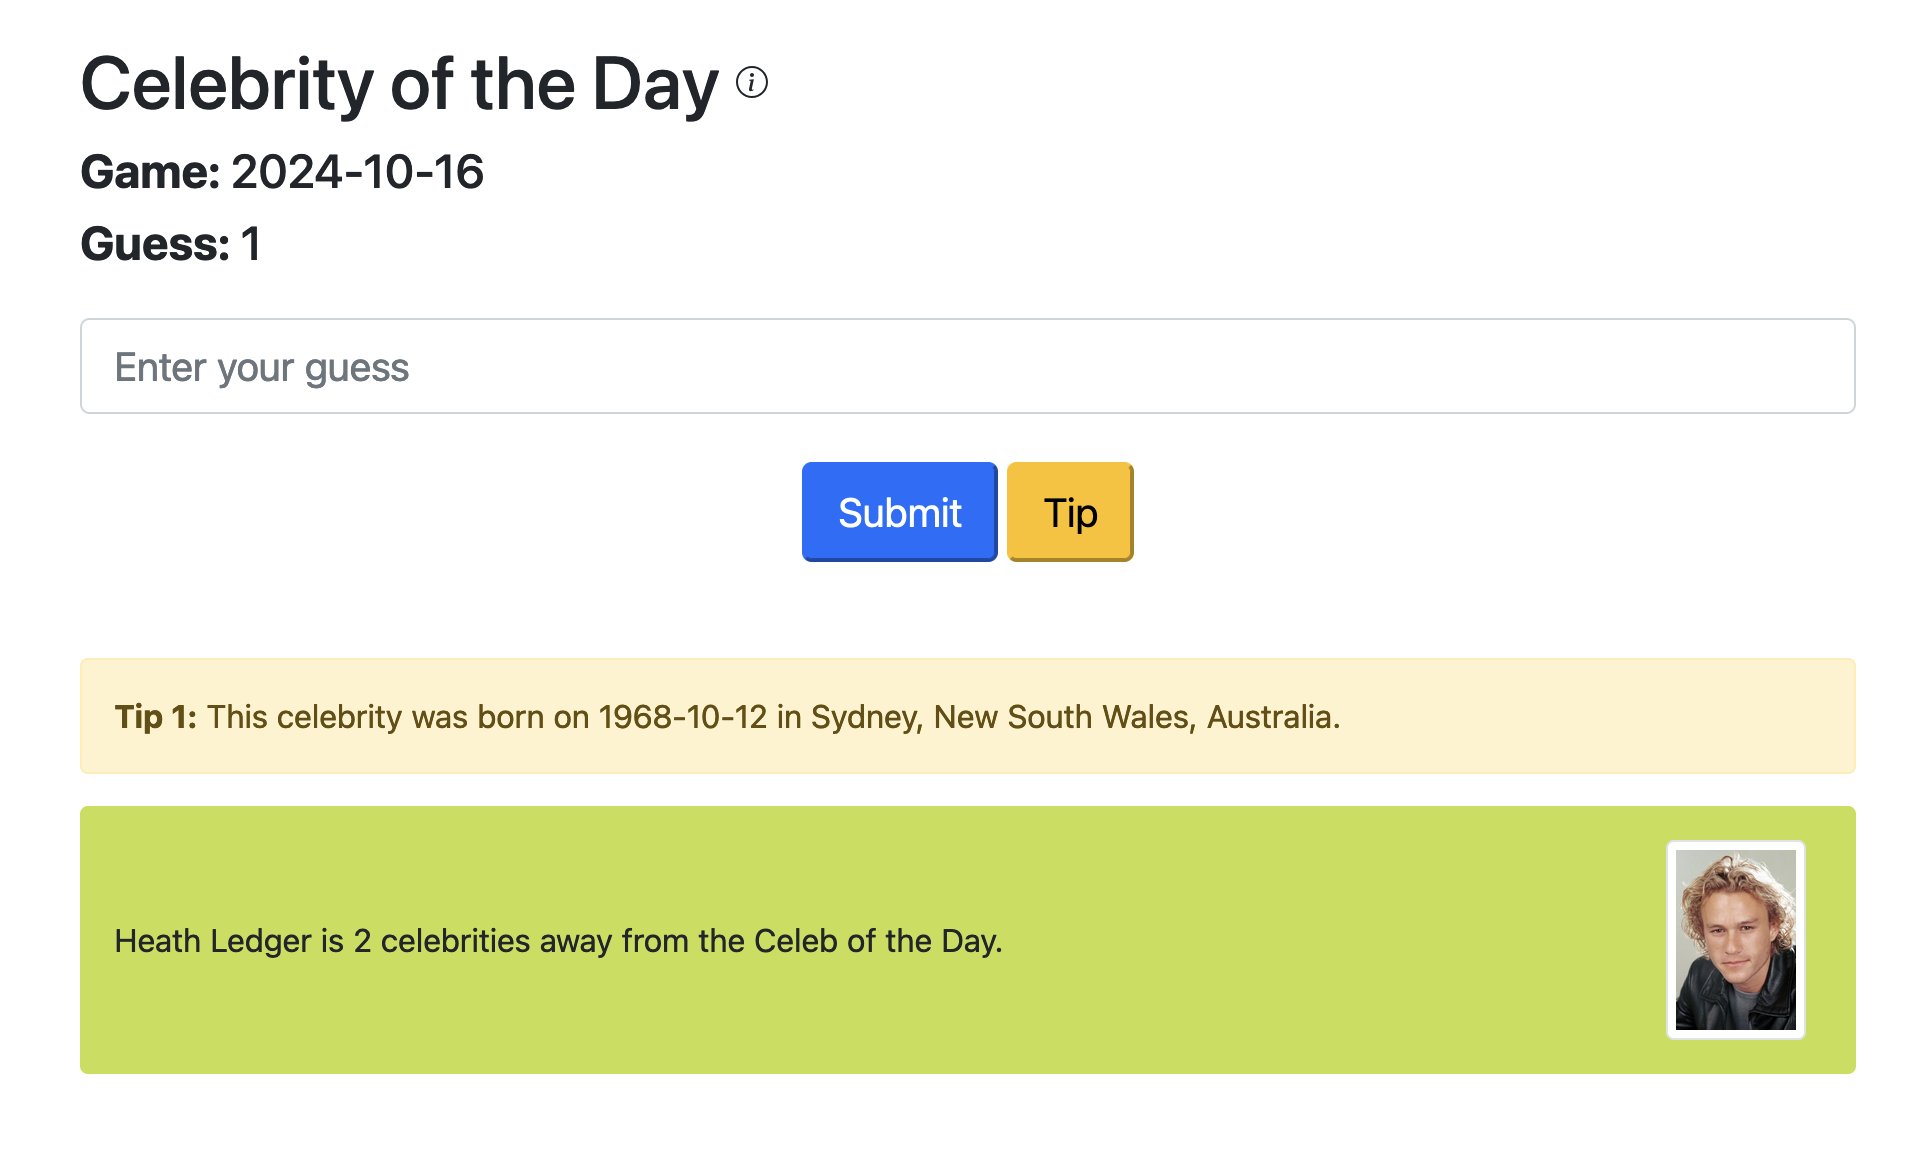 Celebrity of the Day
Game: 2024-10-16
Guess: 1
Enter your guess
Submit
Tip
Tip 1: This celebrity was born on 1968-10-12 in Sydney, New South Wales, Australia.
Heath Ledger is 2 celebrities away from the Celeb of the Day.